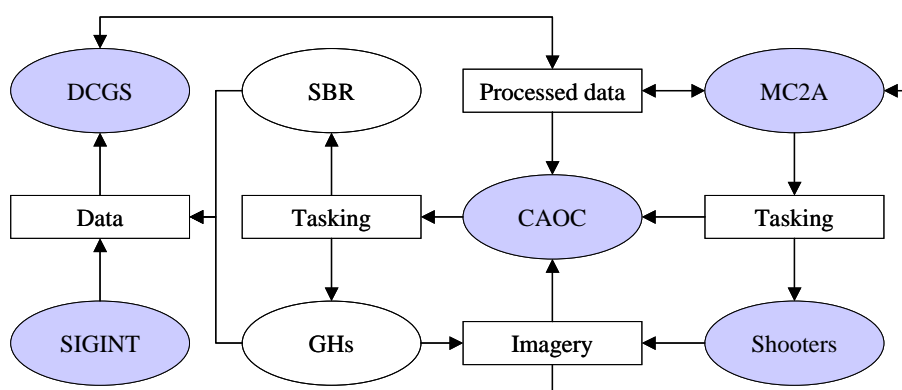 DCGS
SBR
Processed data
MC2A
Data
Tasking
CAOC
Tasking
SIGINT
GHs
Imagery
Shooters